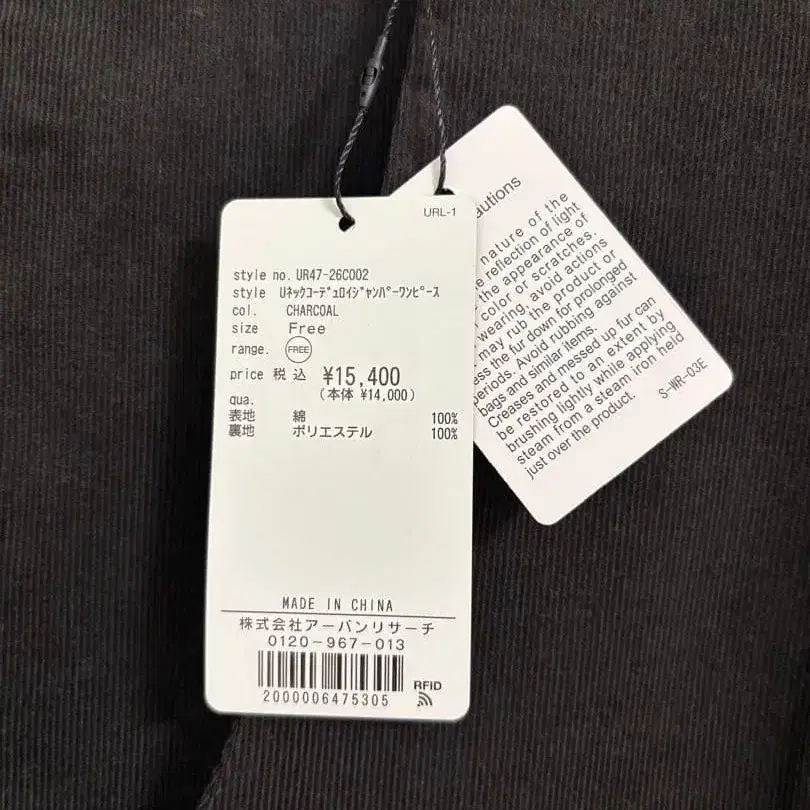 URL-1
style no. UR47-26C002
style Uﾈｯｸｺｰﾃﾞｭﾛｲｼﾞｬﾝﾊﾟｰﾜﾝﾋﾟｰｽ
col. CHARCOAL
size Free
range. FREE
price 税込 ¥15,400
(本体 ¥14,000)
qua.
表地 綿 100%
裏地 ポリエステル 100%
MADE IN CHINA
株式会社アーバンリサーチ
0120-967-013
2000006475305
RFID
autions
nature of the
e reflection of light
the appearance of
color or scratches.
wearing, avoid actions
may rub the product or
ess the fur down for prolonged
periods. Avoid rubbing against
bags and similar items.
Creases and messed up fur can
be restored to an extent by
brushing lightly while applying
steam from a steam iron held
just over the product.
S-WR-03E